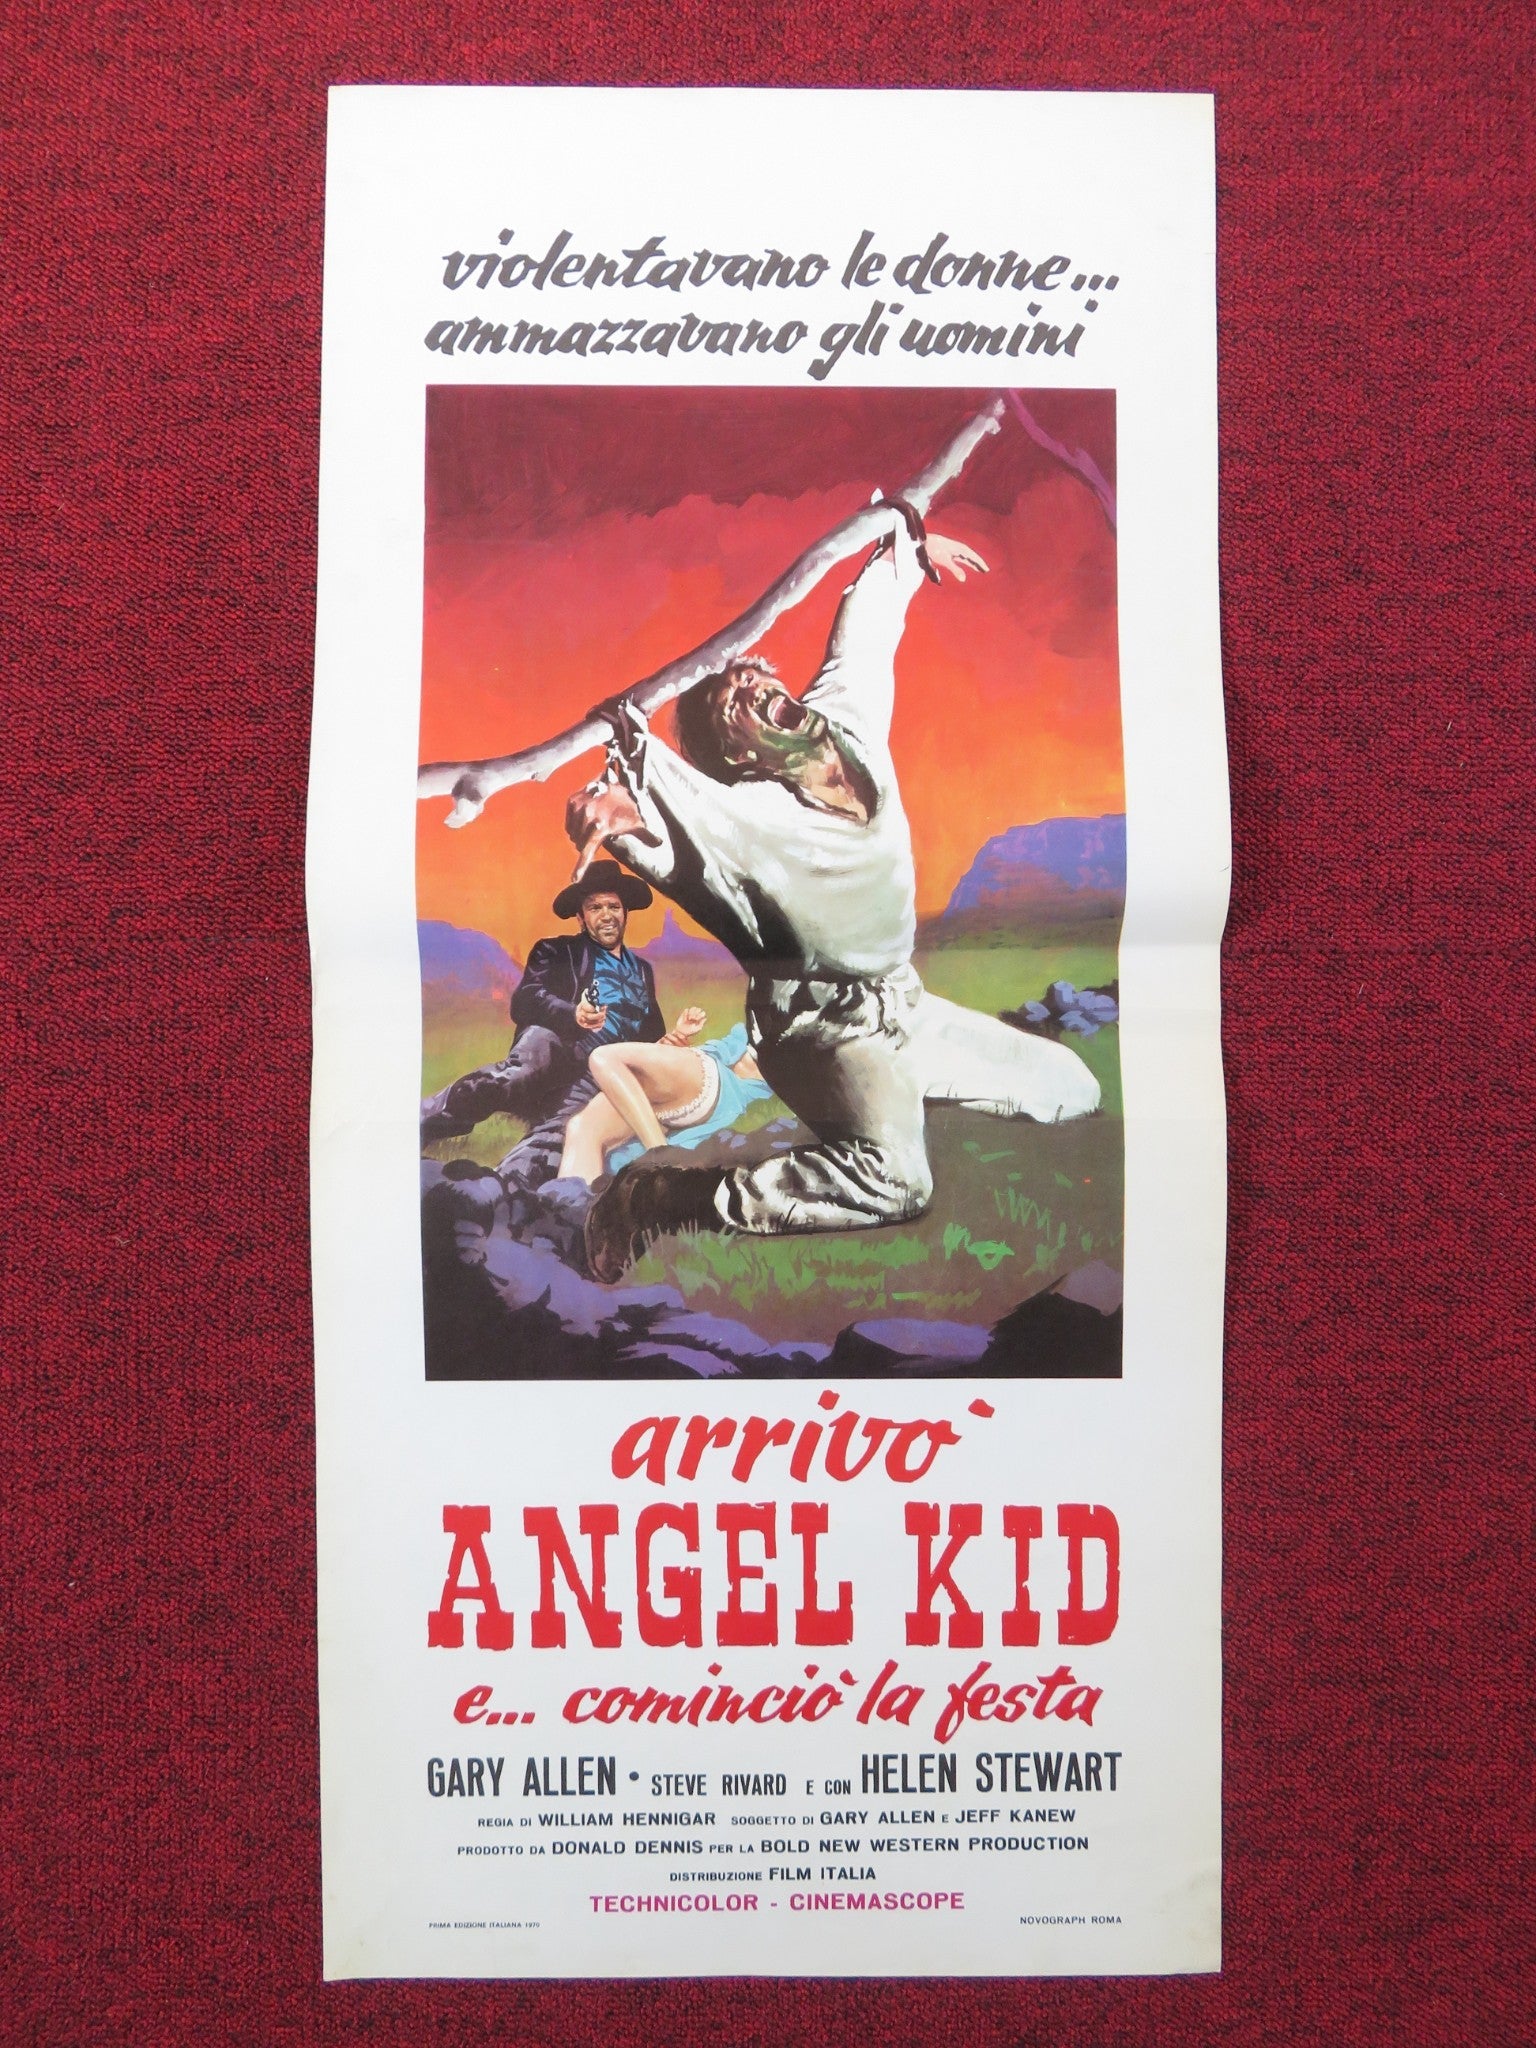 violentavano le donne...
ammazzavano gli uomini
arrivò
ANGEL KID
e... cominciò la festa
GARY ALLEN • STEVE RIVARD E CON HELEN STEWART
REGIA DI WILLIAM HENNIGAR SOGGETTO DI GARY ALLEN E JEFF KANEW
PRODOTTO DA DONALD DENNIS PER LA BOLD NEW WESTERN PRODUCTION
DISTRIBUZIONE FILM ITALIA
TECHNICOLOR - CINEMASCOPE
PRIMA EDIZIONE ITALIANA 1970 NOVOGRAPH ROMA